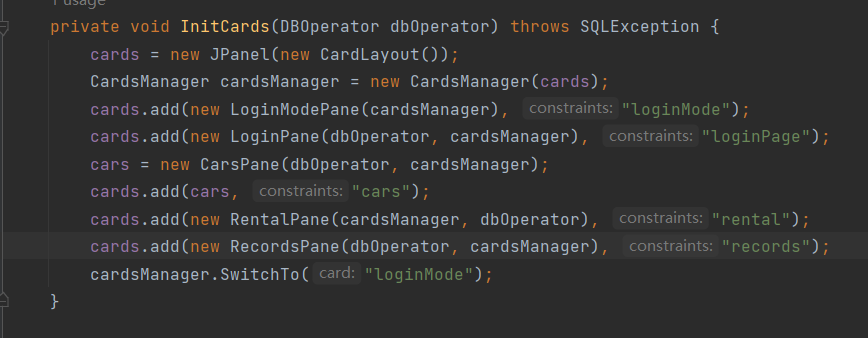 1 usage
private void InitCards(DBOperator dbOperator) throws SQLException {
cards = new JPanel(new CardLayout());
CardsManager cardsManager = new CardsManager(cards);
cards.add(new LoginModePane(cardsManager), constraints: "loginMode");
cards.add(new LoginPane(dbOperator, cardsManager), constraints: "loginPage");
cars = new CarsPane(dbOperator, cardsManager);
cards.add(cars, constraints: "cars");
cards.add(new RentalPane(cardsManager, dbOperator), constraints: "rental");
cards.add(new RecordsPane(dbOperator, cardsManager), constraints: "records");
cardsManager.SwitchTo( card: "loginMode");
}